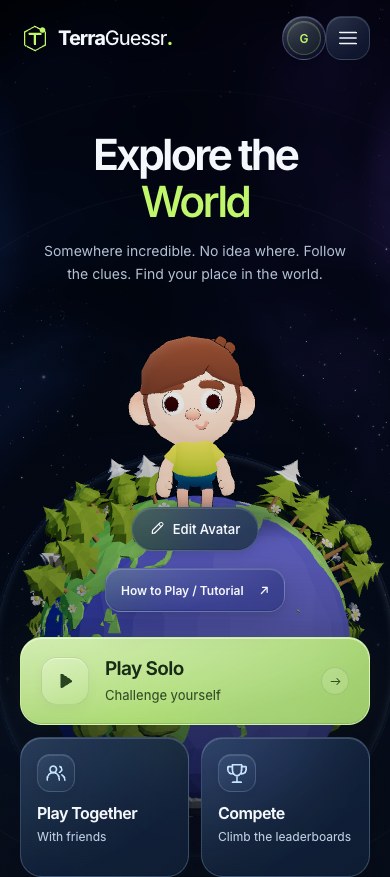 TerraGuessr.
G
Explore the
World
Somewhere incredible. No idea where. Follow
the clues. Find your place in the world.
Edit Avatar
How to Play / Tutorial
Play Solo
Challenge yourself
Play Together
With friends
Compete
Climb the leaderboards